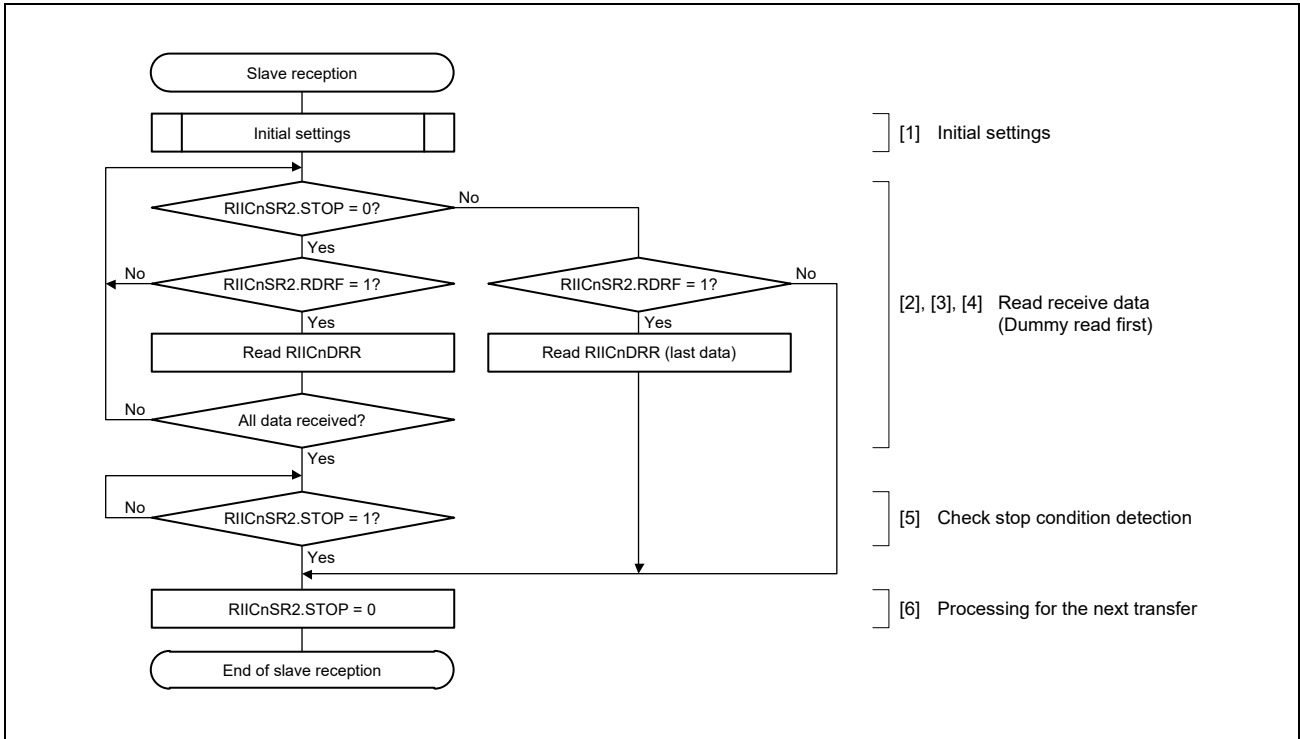 Slave reception
Initial settings
[1] Initial settings
RIICnSR2.STOP = 0?
No
Yes
No
RIICnSR2.RDRF = 1?
RIICnSR2.RDRF = 1?
No
[2], [3], [4] Read receive data
(Dummy read first)
Yes
Yes
Read RIICnDRR
Read RIICnDRR (last data)
No
All data received?
Yes
No
RIICnSR2.STOP = 1?
[5] Check stop condition detection
Yes
RIICnSR2.STOP = 0
[6] Processing for the next transfer
End of slave reception